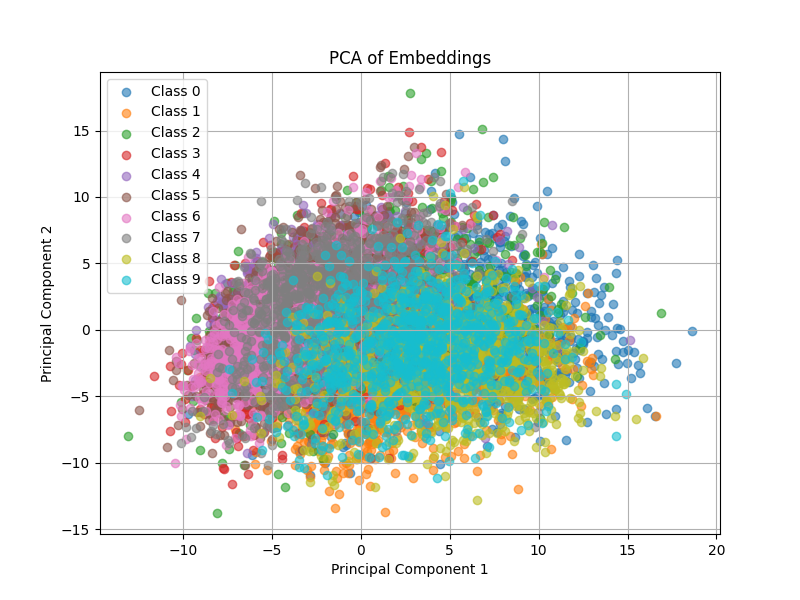 PCA of Embeddings
Class 0
Class 1
Class 2
Class 3
Class 4
Class 5
Class 6
Class 7
Class 8
Class 9
15
10
5
0
−5
−10
−15
Principal Component 2
−10
−5
0
5
10
15
20
Principal Component 1